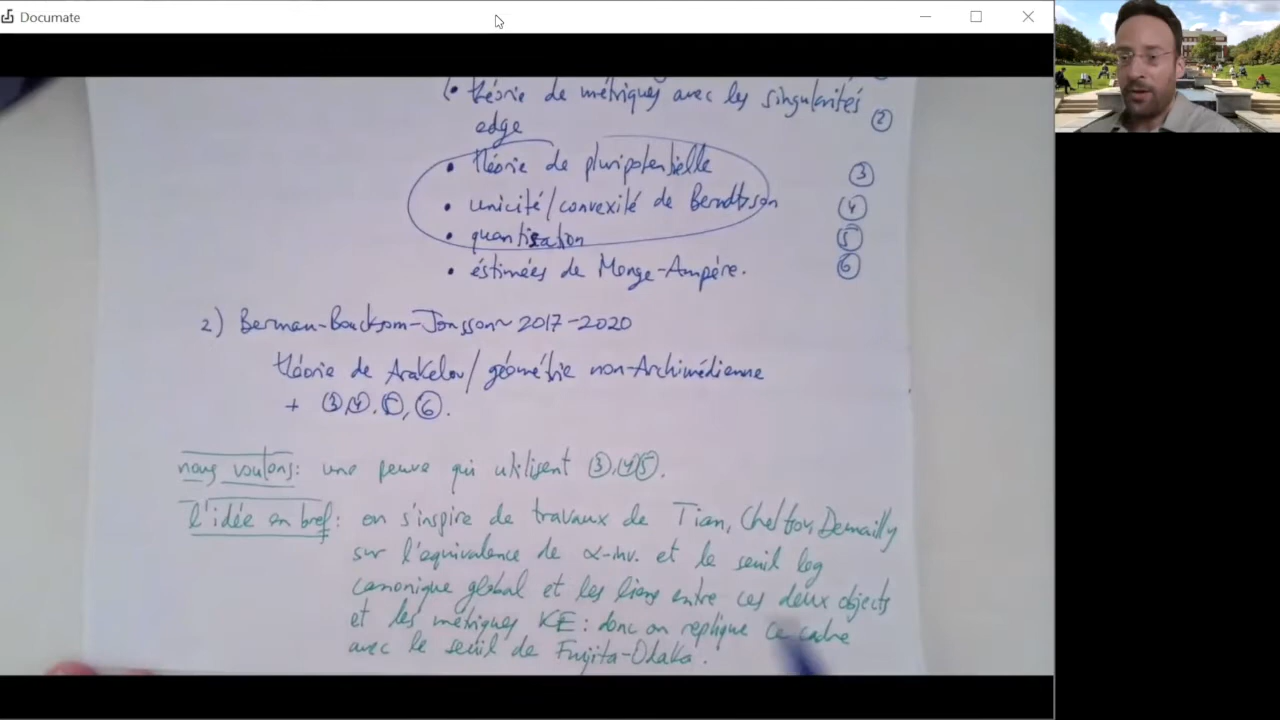 Documate
• théorie de métriques avec les singularités
edge ②
• théorie de pluripotentielle ③
• unicité/convexité de Berndtsson ④
• quantisation ⑤
• éstimées de Monge-Ampére. ⑥
2) Berman-Boucksom-Jonsson ~ 2017-2020
théorie de Arakelov/géométrie non-Archimédienne
+ ③,④,⑤,⑥.
nous voulons: une peuve qui utilisent ③,④,⑤.
l'idée en bref: on s'inspire de travaux de Tian, Cheltsov, Demailly
sur l'equivalence de α-inv. et le seuil log
canonique global et les liens entre ces deux objects
et les métriques KE: donc on replique ce cadre
avec le seuil de Fujita-Odaka.